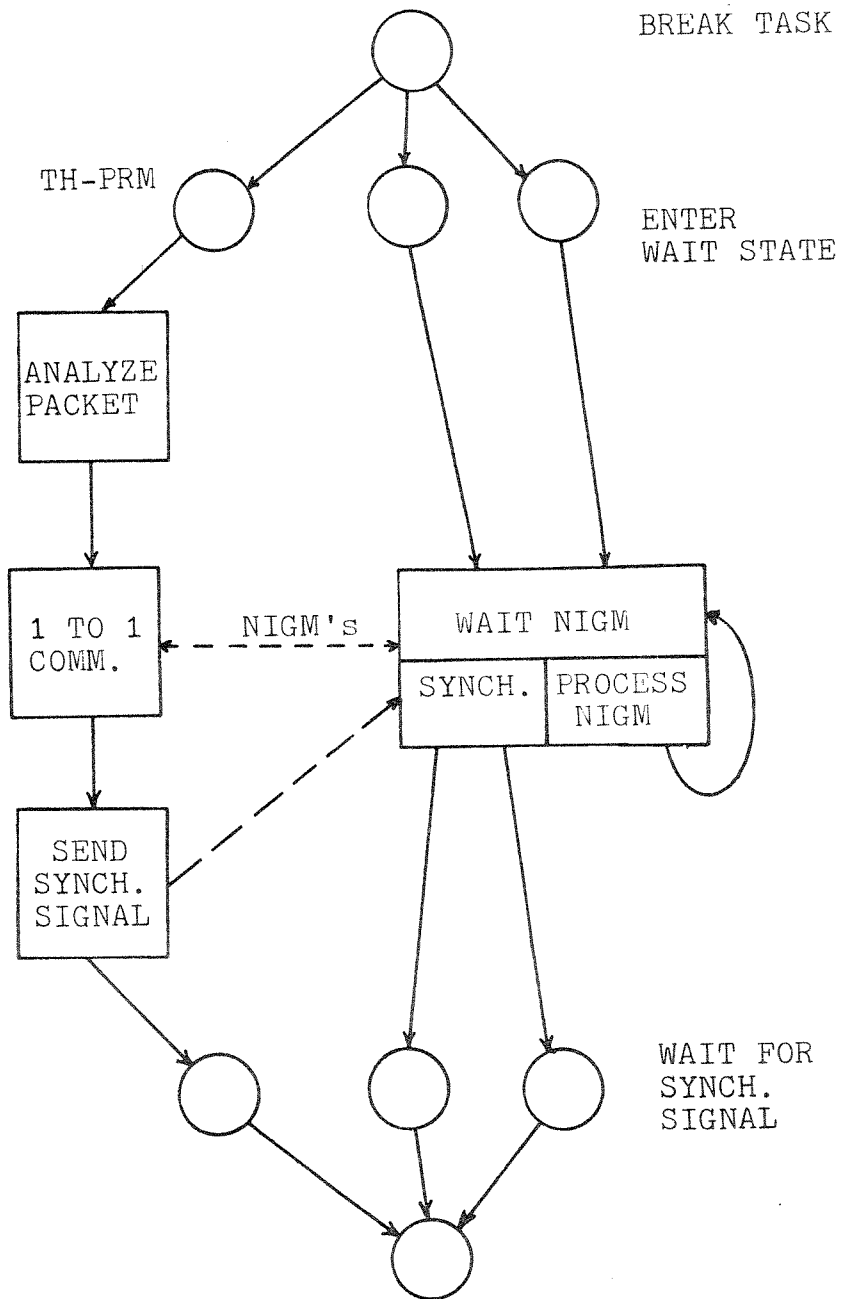 BREAK TASK
TH-PRM
ENTER
WAIT STATE
ANALYZE
PACKET
1 TO 1
COMM.
NIGM's
WAIT NIGM
SYNCH.
PROCESS
NIGM
SEND
SYNCH.
SIGNAL
WAIT FOR
SYNCH.
SIGNAL